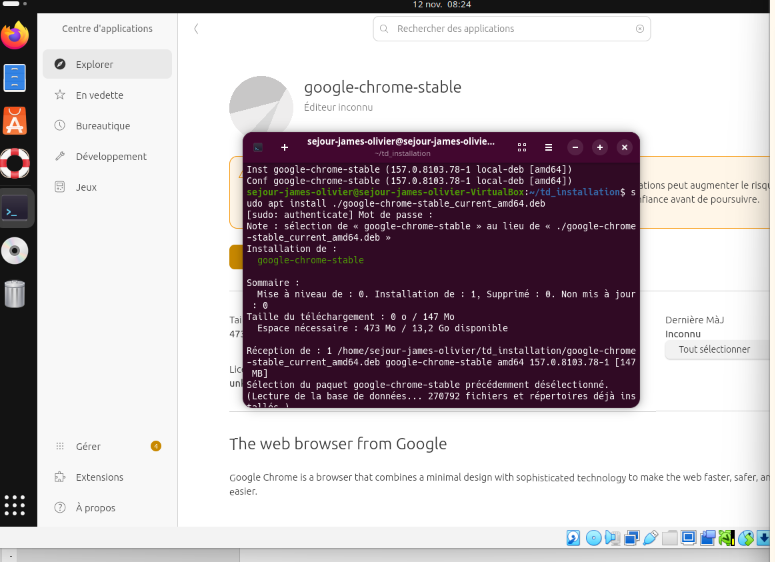 12 nov. 08:24
Centre d'applications
Rechercher des applications
Explorer
En vedette
Bureautique
Développement
Jeux
google-chrome-stable
Éditeur inconnu
ations peut augmenter le risqu
nfiance avant de poursuivre.
sejour-james-olivier@sejour-james-olivie...
~/td_installation
Inst google-chrome-stable (157.0.8103.78-1 local-deb [amd64])
Conf google-chrome-stable (157.0.8103.78-1 local-deb [amd64])
sejour-james-olivier@sejour-james-olivier-VirtualBox:~/td_installation$ s
udo apt install ./google-chrome-stable_current_amd64.deb
[sudo: authenticate] Mot de passe :
Note : sélection de « google-chrome-stable » au lieu de « ./google-chrome
-stable_current_amd64.deb »
Installation de :
google-chrome-stable
Sommaire :
Mise à niveau de : 0. Installation de : 1, Supprimé : 0. Non mis à jour
: 0
Taille du téléchargement : 0 o / 147 Mo
Espace nécessaire : 473 Mo / 13,2 Go disponible
Réception de : 1 /home/sejour-james-olivier/td_installation/google-chrome
-stable_current_amd64.deb google-chrome-stable amd64 157.0.8103.78-1 [147
MB]
Sélection du paquet google-chrome-stable précédemment désélectionné.
(Lecture de la base de données... 270792 fichiers et répertoires déjà ins
tallés.)
Tai
473
Lic
uni
Dernière MàJ
Inconnu
Tout sélectionner
The web browser from Google
Google Chrome is a browser that combines a minimal design with sophisticated technology to make the web faster, safer, an
easier.
Gérer
4
Extensions
À propos